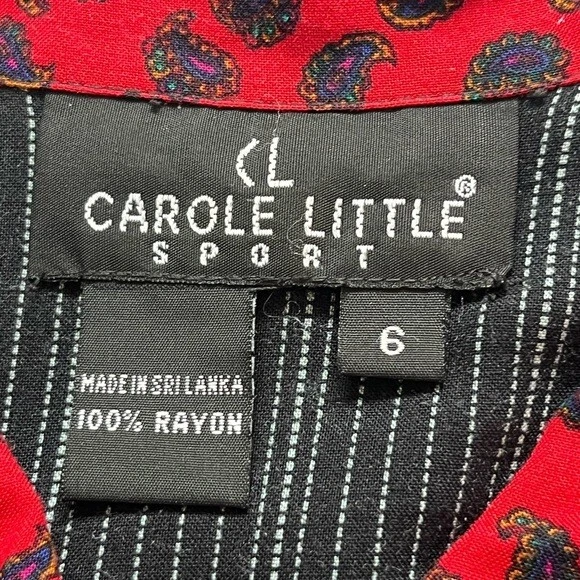 CL
CAROLE LITTLE®
SPORT
6
MADE IN SRI LANKA
100% RAYON